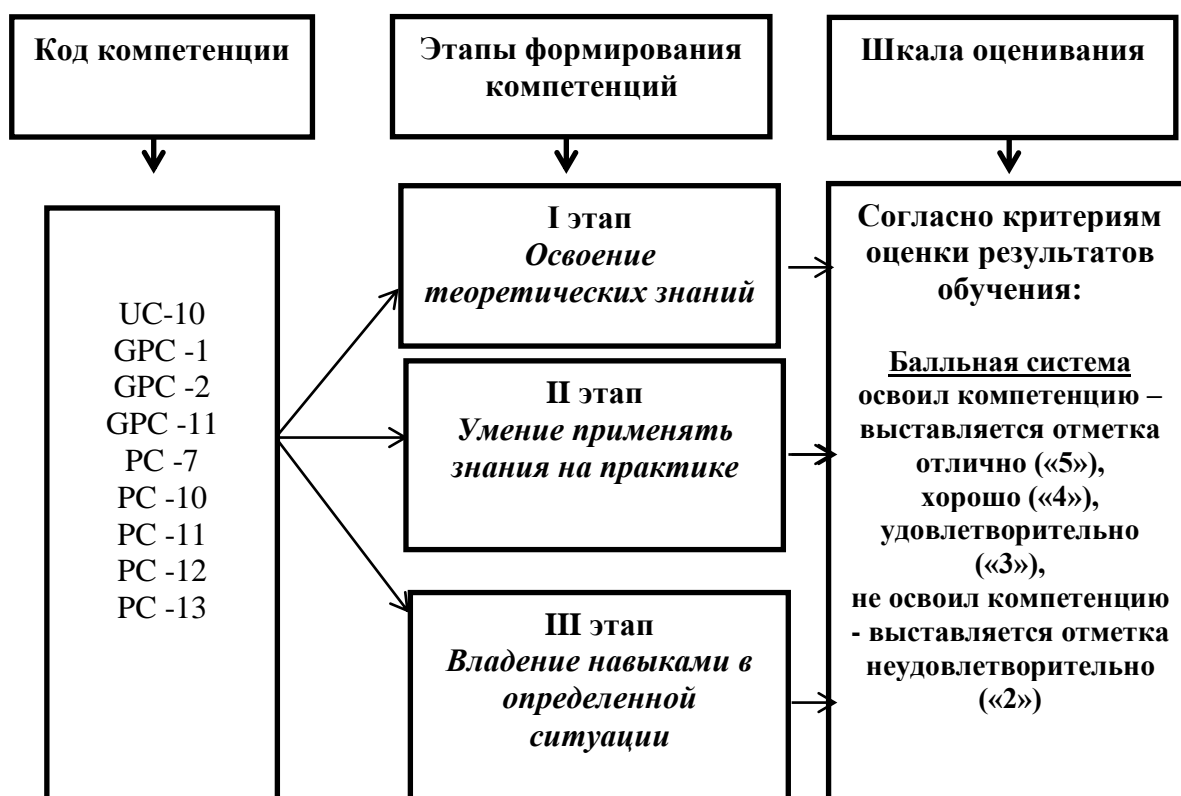 Код компетенции
Этапы формирования
компетенций
Шкала оценивания
UC-10
GPC -1
GPC -2
GPC -11
PC -7
PC -10
PC -11
PC -12
PC -13
I этап
Освоение
теоретических знаний
II этап
Умение применять
знания на практике
III этап
Владение навыками в
определенной
ситуации
Согласно критериям
оценки результатов
обучения:
Балльная система
освоил компетенцию –
выставляется отметка
отлично («5»),
хорошо («4»),
удовлетворительно
(«3»),
не освоил компетенцию
- выставляется отметка
неудовлетворительно
(«2»)